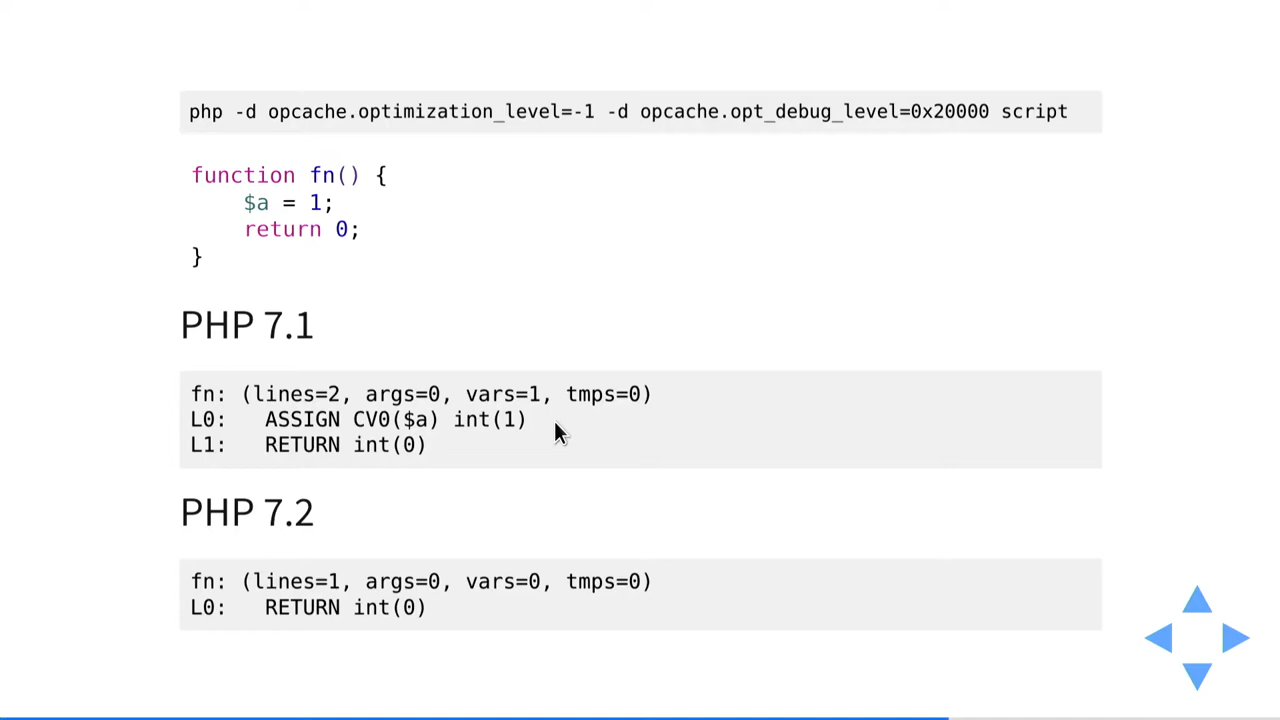 php -d opcache.optimization_level=-1 -d opcache.opt_debug_level=0x20000 script
function fn() {
    $a = 1;
    return 0;
}
PHP 7.1
fn: (lines=2, args=0, vars=1, tmps=0)
L0:   ASSIGN CV0($a) int(1)
L1:   RETURN int(0)
PHP 7.2
fn: (lines=1, args=0, vars=0, tmps=0)
L0:   RETURN int(0)